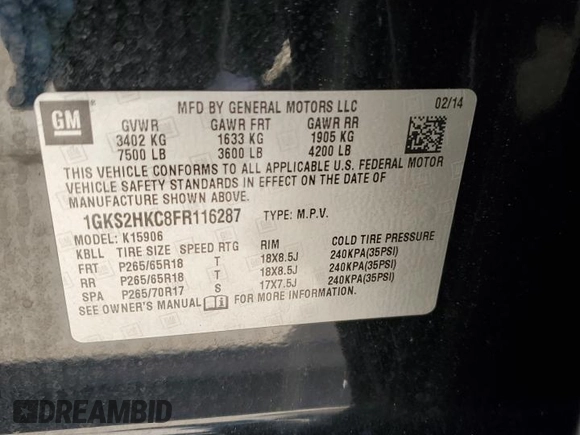 GM
MFD BY GENERAL MOTORS LLC 02/14
GVWR GAWR FRT GAWR RR
3402 KG 1633 KG 1905 KG
7500 LB 3600 LB 4200 LB
THIS VEHICLE CONFORMS TO ALL APPLICABLE U.S. FEDERAL MOTOR
VEHICLE SAFETY STANDARDS IN EFFECT ON THE DATE OF
MANUFACTURE SHOWN ABOVE.
1GKS2HKC8FR116287 TYPE: M.P.V.
MODEL: K15906
KBLL TIRE SIZE SPEED RTG RIM COLD TIRE PRESSURE
FRT P265/65R18 T 18X8.5J 240KPA(35PSI)
RR P265/65R18 T 18X8.5J 240KPA(35PSI)
SPA P265/70R17 S 17X7.5J 240KPA(35PSI)
SEE OWNER'S MANUAL
DREAMBID